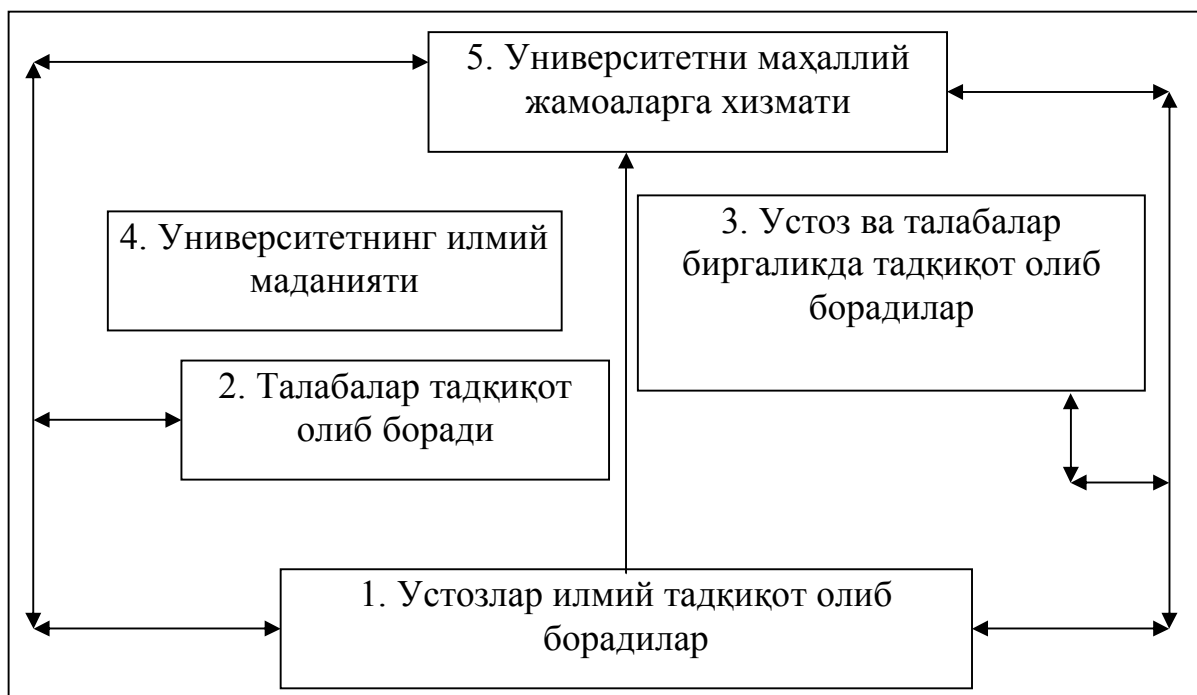 5. Университетни маҳаллий
жамоаларга хизмати
4. Университетнинг илмий
маданияти
3. Устоз ва талабалар
биргаликда тадқиқот олиб
борадилар
2. Талабалар тадқиқот
олиб боради
1. Устозлар илмий тадқиқот олиб
борадилар